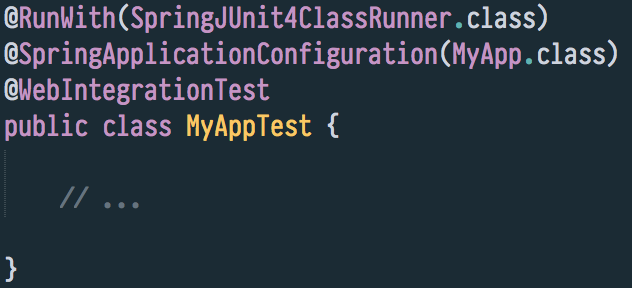 @RunWith(SpringJUnit4ClassRunner.class)
@SpringApplicationConfiguration(MyApp.class)
@WebIntegrationTest
public class MyAppTest {
// ...
}